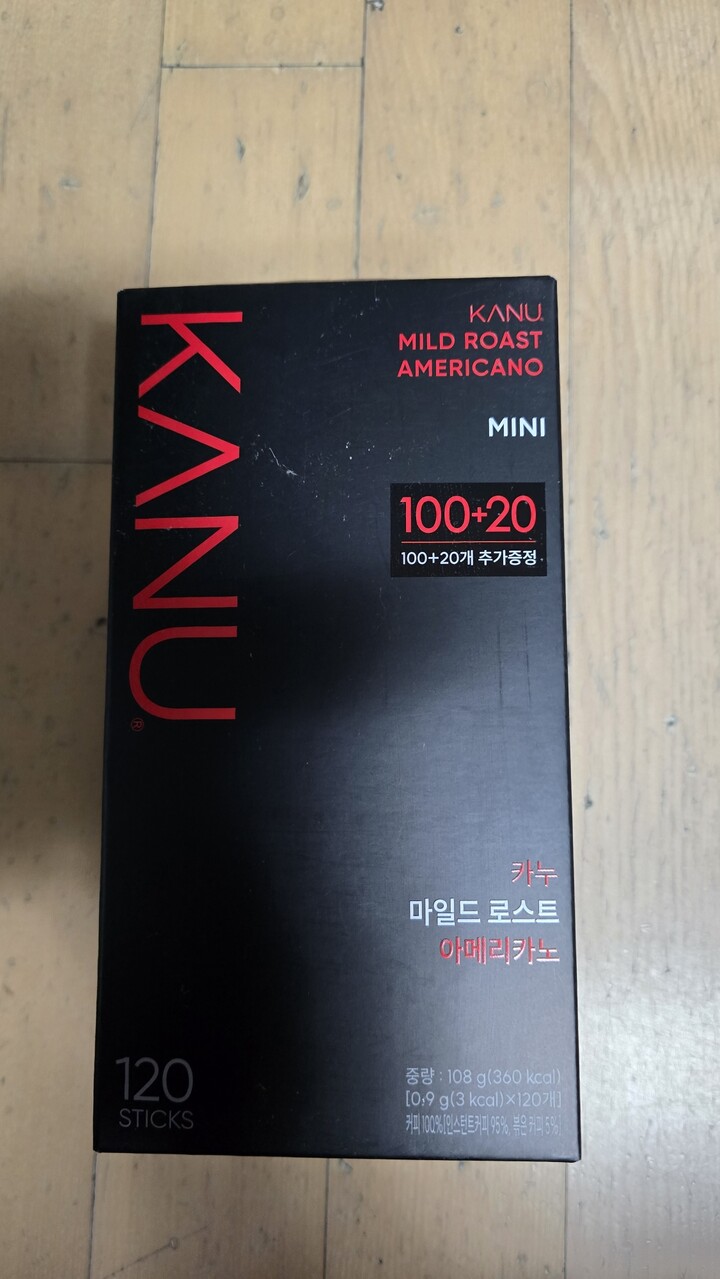 KANU®
KANU.
MILD ROAST
AMERICANO
MINI
100+20
100+20개 추가증정
카누
마일드 로스트
아메리카노
120
STICKS
중량 : 108 g(360 kcal)
[0.9 g(3 kcal)×120개]
커피 100%[인스턴트커피 95%, 볶은커피 5%]